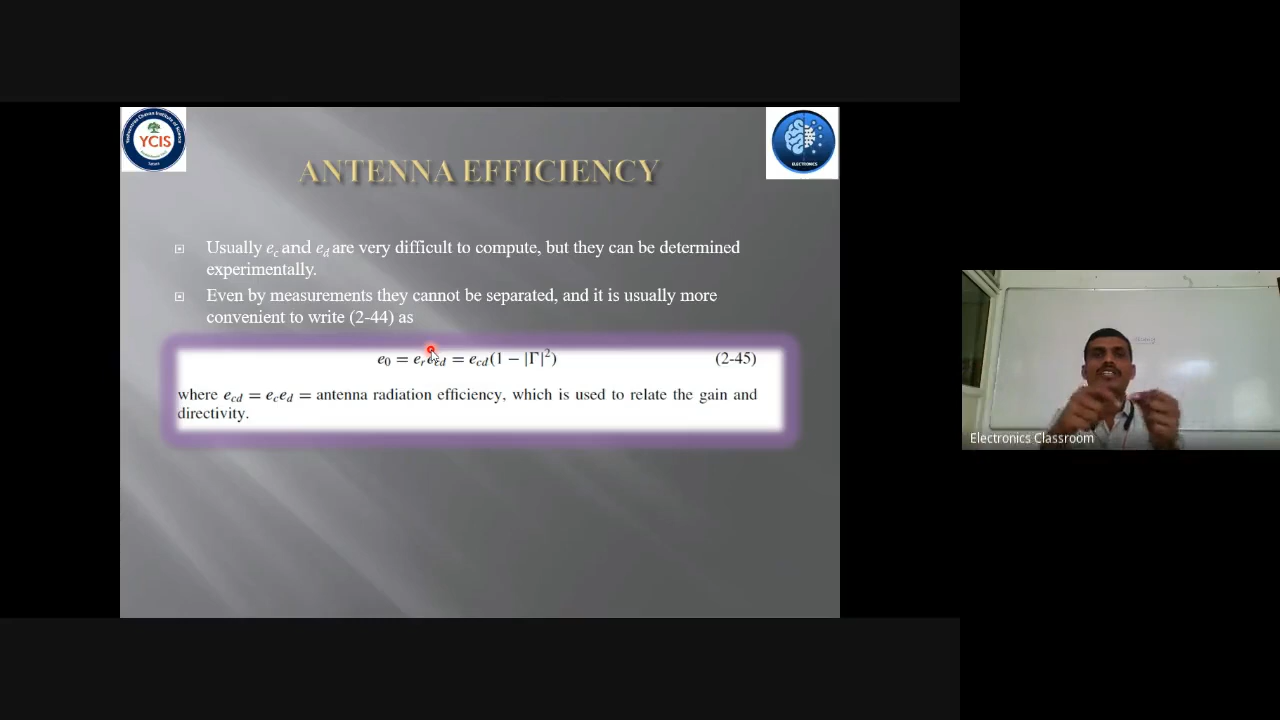 YCIS
ELECTRONICS
ANTENNA EFFICIENCY
Usually e_c and e_d are very difficult to compute, but they can be determined
experimentally.
Even by measurements they cannot be separated, and it is usually more
convenient to write (2-44) as
e_0 = e_r e_cd = e_cd(1 − |Γ|²) (2-45)
where e_cd = e_c e_d = antenna radiation efficiency, which is used to relate the gain and
directivity.
Electronics Classroom